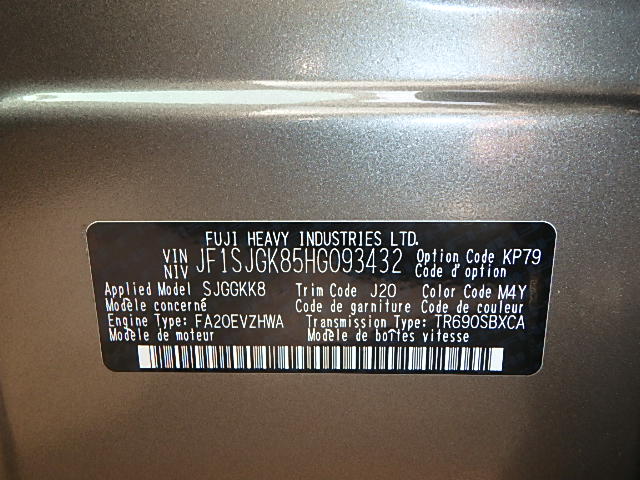 FUJI HEAVY INDUSTRIES LTD.
VIN NIV JF1SJGK85HG093432 Option Code KP79
Code d'option
Applied Model SJGGKK8 Trim Code J20 Color Code M4Y
Modèle concerné Code de garniture Code de couleur
Engine Type: FA20EVZHWA Transmission Type: TR690SBXCA
Modèle de moteur Modèle de boîtes vitesse